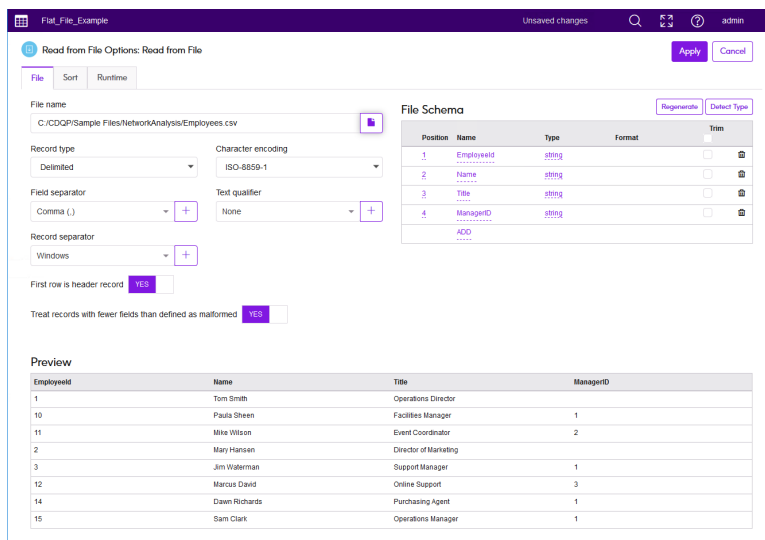 Flat_File_Example Unsaved changes admin
Read from File Options: Read from File Apply Cancel
File Sort Runtime
File name
C:/CDQP/Sample Files/NetworkAnalysis/Employees.csv
Record type Character encoding
Delimited ISO-8859-1
Field separator Text qualifier
Comma (,) + None +
Record separator
Windows +
First row is header record YES
Treat records with fewer fields than defined as malformed YES
File Schema Regenerate Detect Type
Position Name Type Format Trim
1 EmployeeId string
2 Name string
3 Title string
4 ManagerID string
ADD
Preview
EmployeeId Name Title ManagerID
1 Tom Smith Operations Director
10 Paula Sheen Facilities Manager 1
11 Mike Wilson Event Coordinator 2
2 Mary Hansen Director of Marketing
3 Jim Waterman Support Manager 1
12 Marcus David Online Support 3
14 Dawn Richards Purchasing Agent 1
15 Sam Clark Operations Manager 1